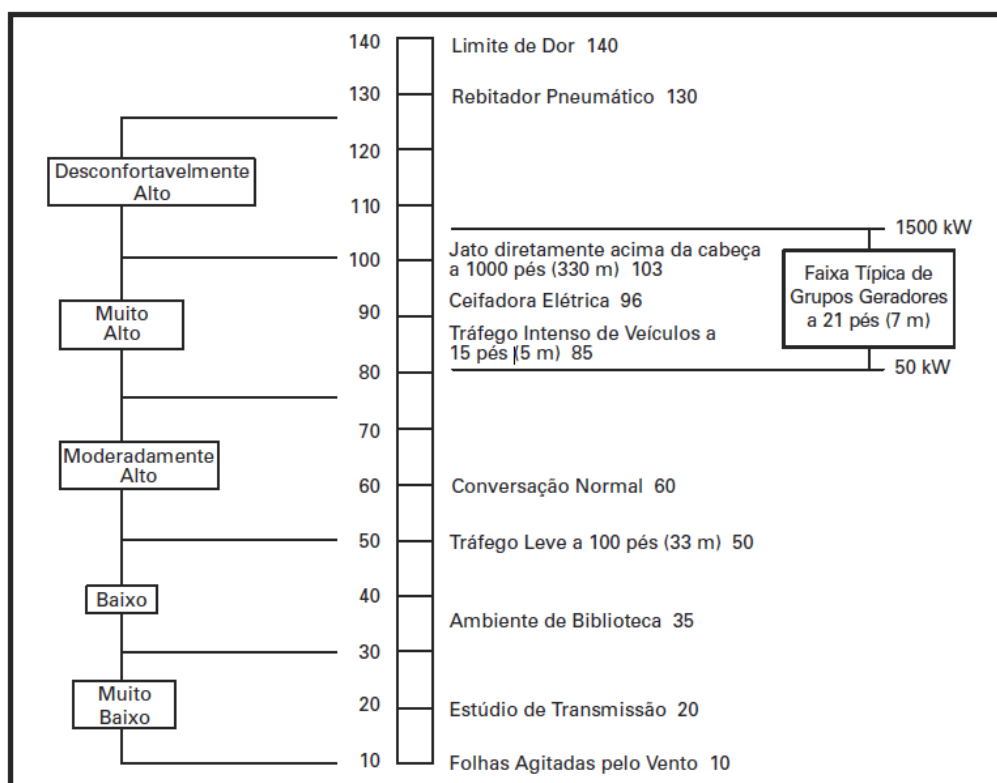 140
Limite de Dor 140
130
Rebitador Pneumático 130
120
Desconfortavelmente
Alto
110
1500 kW
Jato diretamente acima da cabeça
100
a 1000 pés (330 m) 103
Faixa Típica de
Grupos Geradores
a 21 pés (7 m)
Ceifadora Elétrica 96
90
Muito
Alto
Tráfego Intenso de Veículos a
15 pés (5 m) 85
80
50 kW
70
Moderadamente
Alto
60
Conversação Normal 60
50
Tráfego Leve a 100 pés (33 m) 50
40
Baixo
Ambiente de Biblioteca 35
30
Muito
Baixo
20
Estúdio de Transmissão 20
10
Folhas Agitadas pelo Vento 10